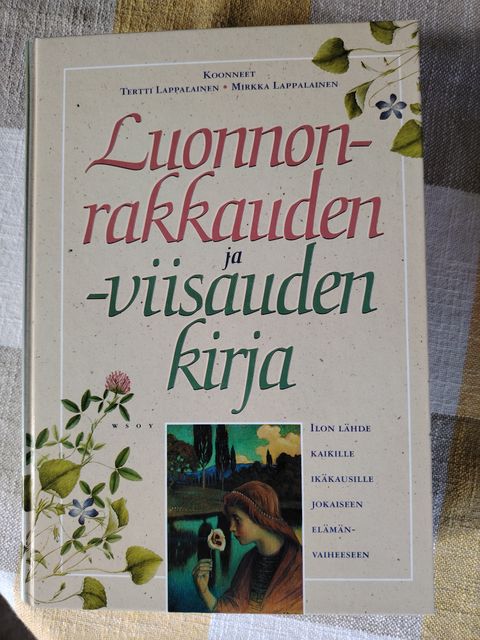 Koonneet
Tertti Lappalainen • Mirkka Lappalainen
Luonnon-
rakkauden
ja
-viisauden
kirja
WSOY
Ilon lähde
kaikille
ikäkausille
jokaiseen
elämän-
vaiheeseen